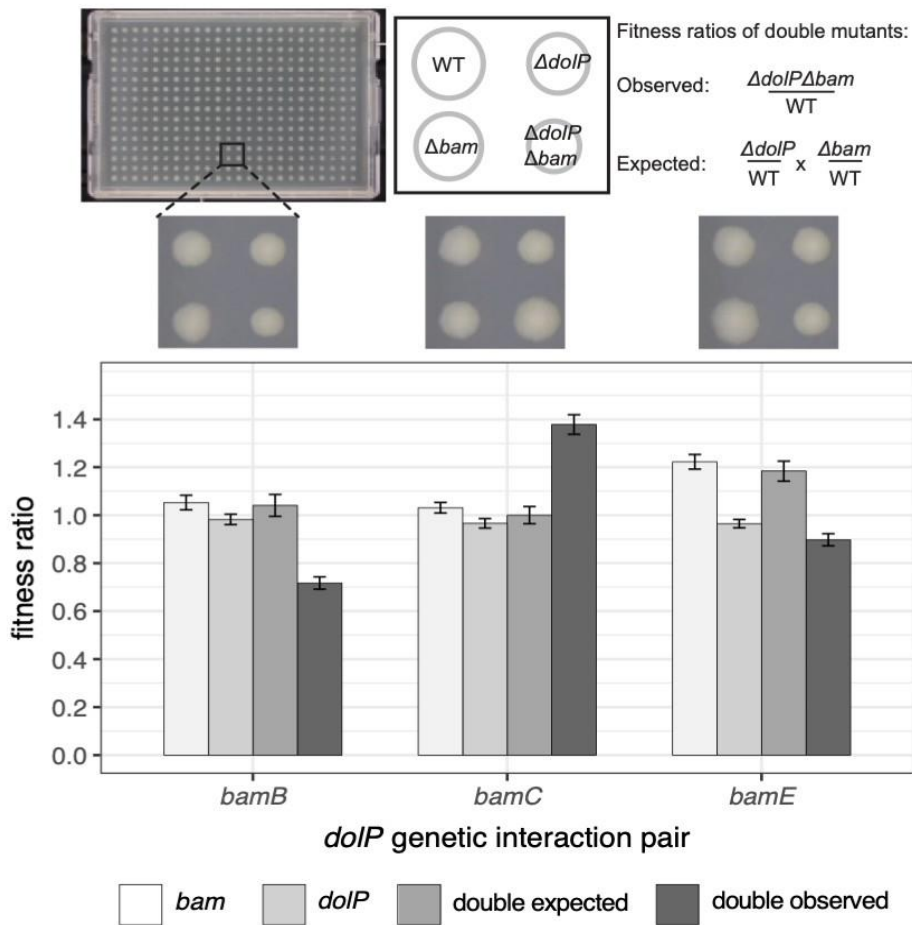 Fitness ratios of double mutants:
WT
ΔdolP
Δbam
ΔdolP
Δbam
Observed:
ΔdolPΔbam
WT
Expected:
ΔdolP
WT
x
Δbam
WT
fitness ratio
1.4
1.2
1.0
0.8
0.6
0.4
0.2
0.0
bamB bamC bamE
dolP genetic interaction pair
bam dolP double expected double observed